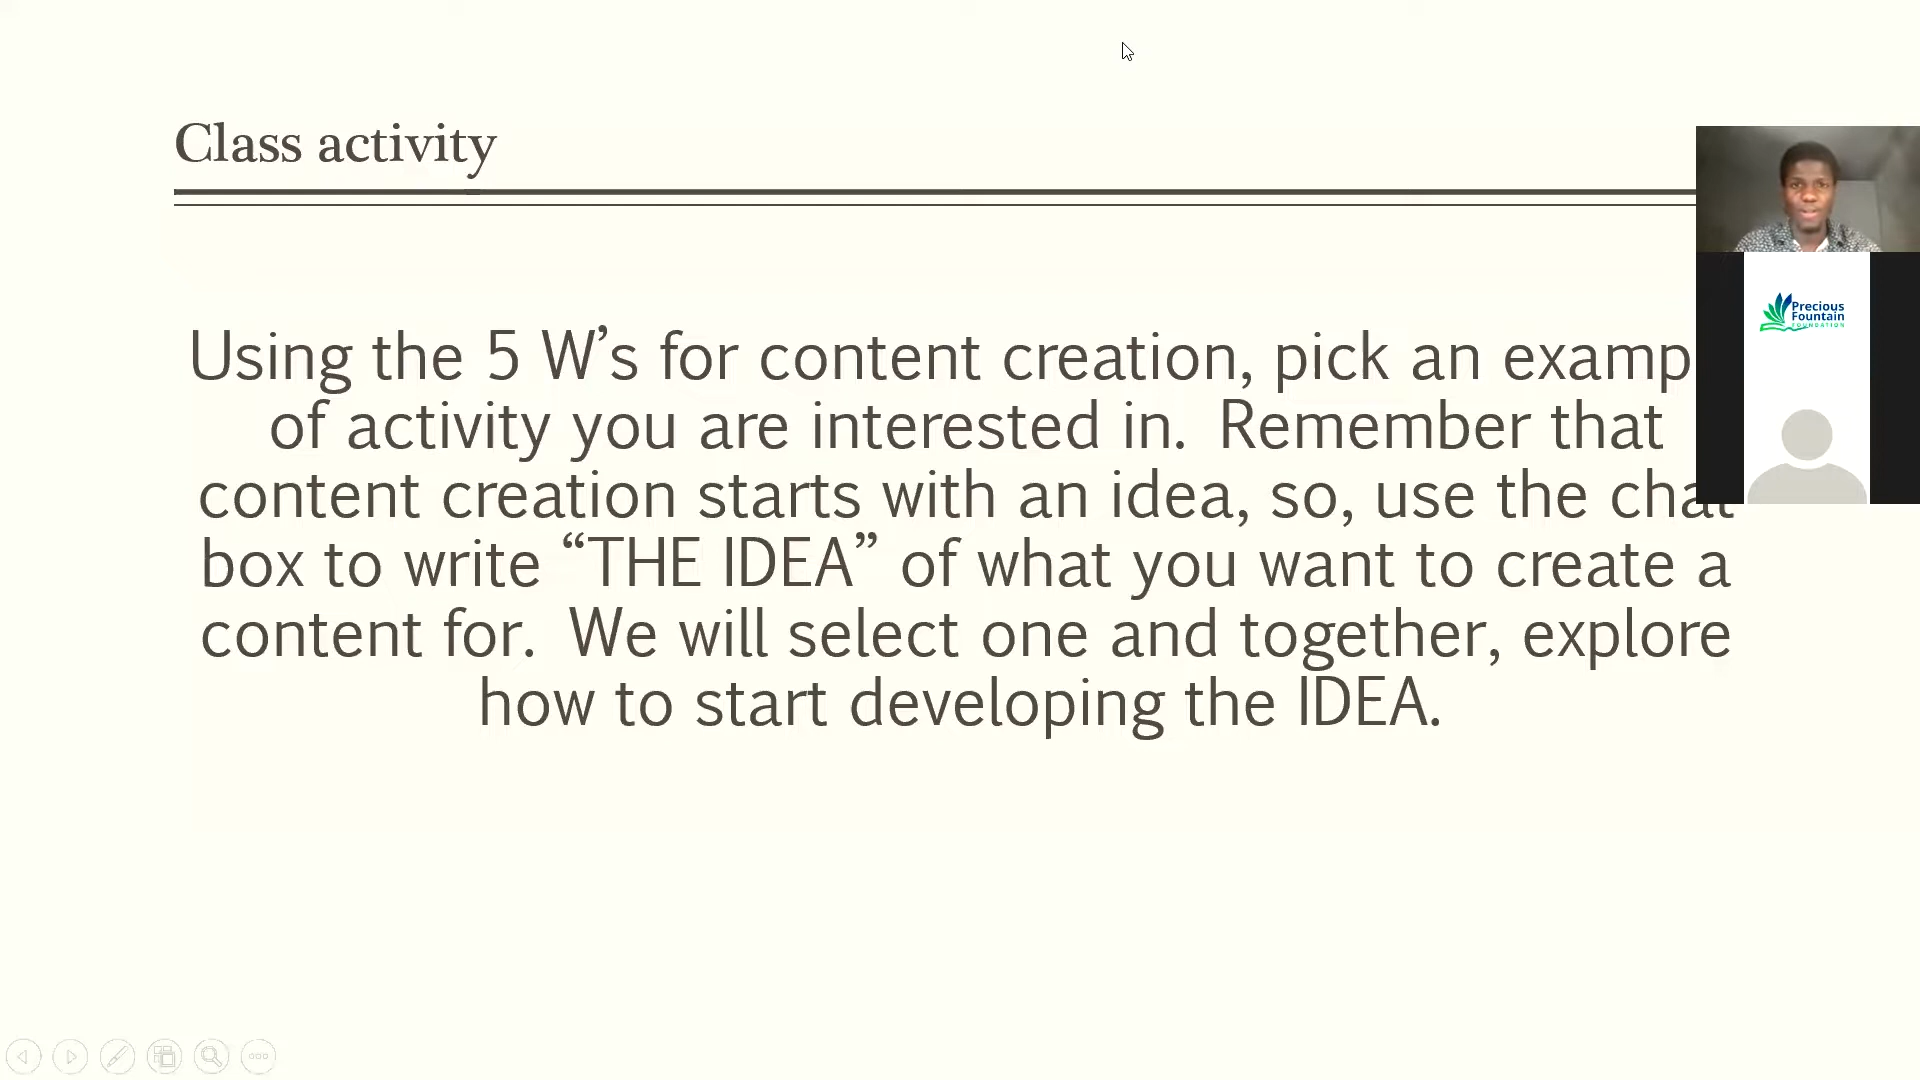 Class activity
Using the 5 W’s for content creation, pick an
of activity you are interested in. Remember that
content creation starts with an idea, so, use the
box to write “THE IDEA” of what you want to create a
content for. We will select one and together, explore
how to start developing the IDEA.
Precious
Fountain
FOUNDATION